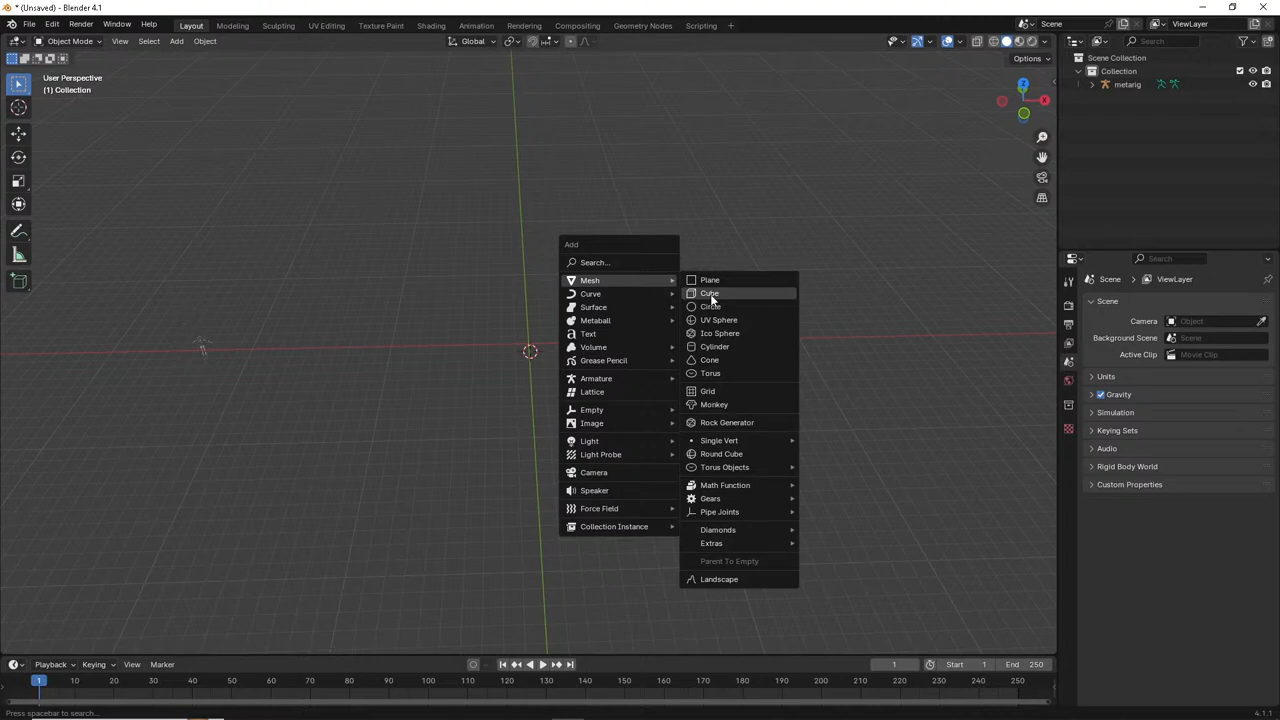 * (Unsaved) - Blender 4.1
File Edit Render Window Help
Layout Modeling Sculpting UV Editing Texture Paint Shading Animation Rendering Compositing Geometry Nodes Scripting +
Scene ViewLayer
Object Mode View Select Add Object
Global
Search
Options
User Perspective
(1) Collection
Z
X
Scene Collection
Collection
metarig
Add
Search...
Mesh
Curve
Surface
Metaball
Text
Volume
Grease Pencil
Armature
Lattice
Empty
Image
Light
Light Probe
Camera
Speaker
Force Field
Collection Instance
Plane
Cube
Circle
UV Sphere
Ico Sphere
Cylinder
Cone
Torus
Grid
Monkey
Rock Generator
Single Vert
Round Cube
Torus Objects
Math Function
Gears
Pipe Joints
Diamonds
Extras
Parent To Empty
Landscape
Search
Scene ViewLayer
Scene
Camera Object
Background Scene Scene
Active Clip Movie Clip
Units
Gravity
Simulation
Keying Sets
Audio
Rigid Body World
Custom Properties
Playback Keying View Marker
1 Start 1 End 250
1 10 20 30 40 50 60 70 80 90 100 110 120 130 140 150 160 170 180 190 200 210 220 230 240 250
Press spacebar to search...
4.1.1